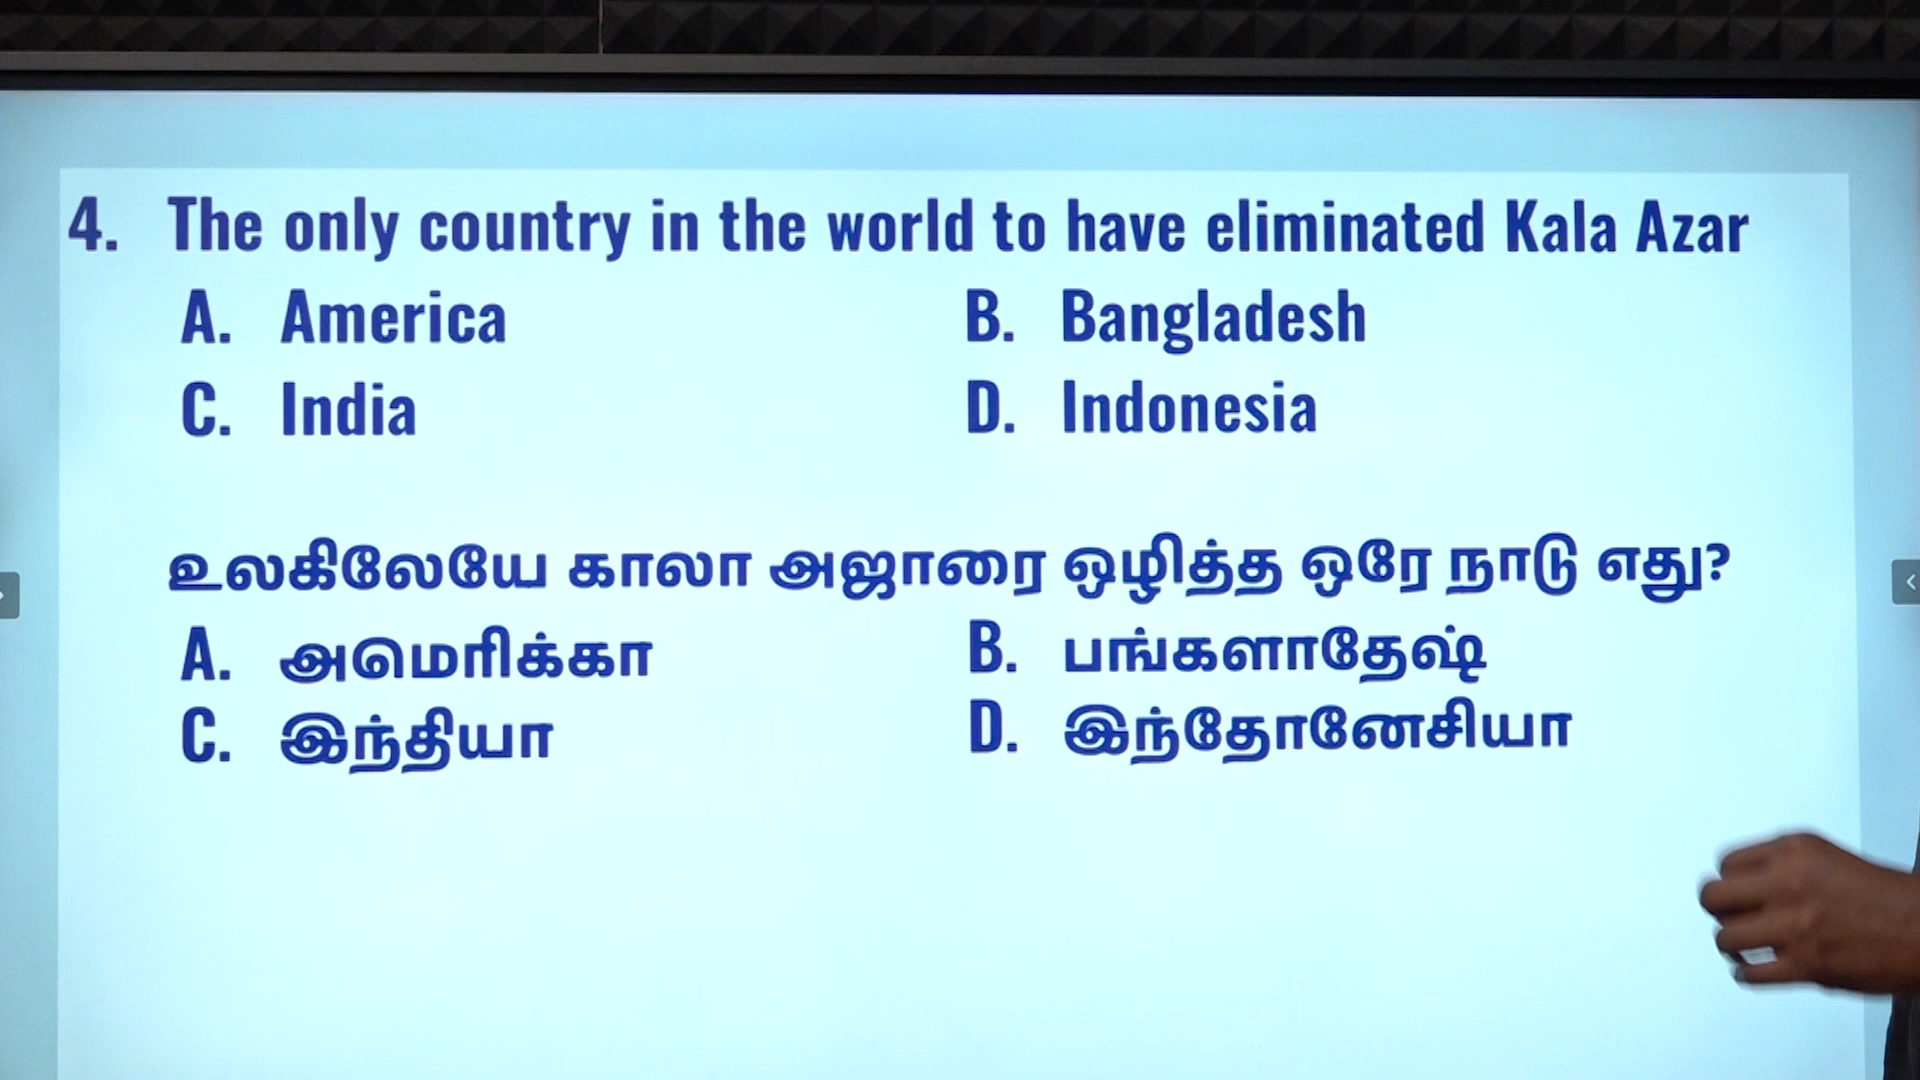 4. The only country in the world to have eliminated Kala Azar
A. America B. Bangladesh
C. India D. Indonesia
உலகிலேயே காலா அஜாரை ஒழித்த ஒரே நாடு எது?
A. அமெரிக்கா B. பங்களாதேஷ்
C. இந்தியா D. இந்தோனேசியா